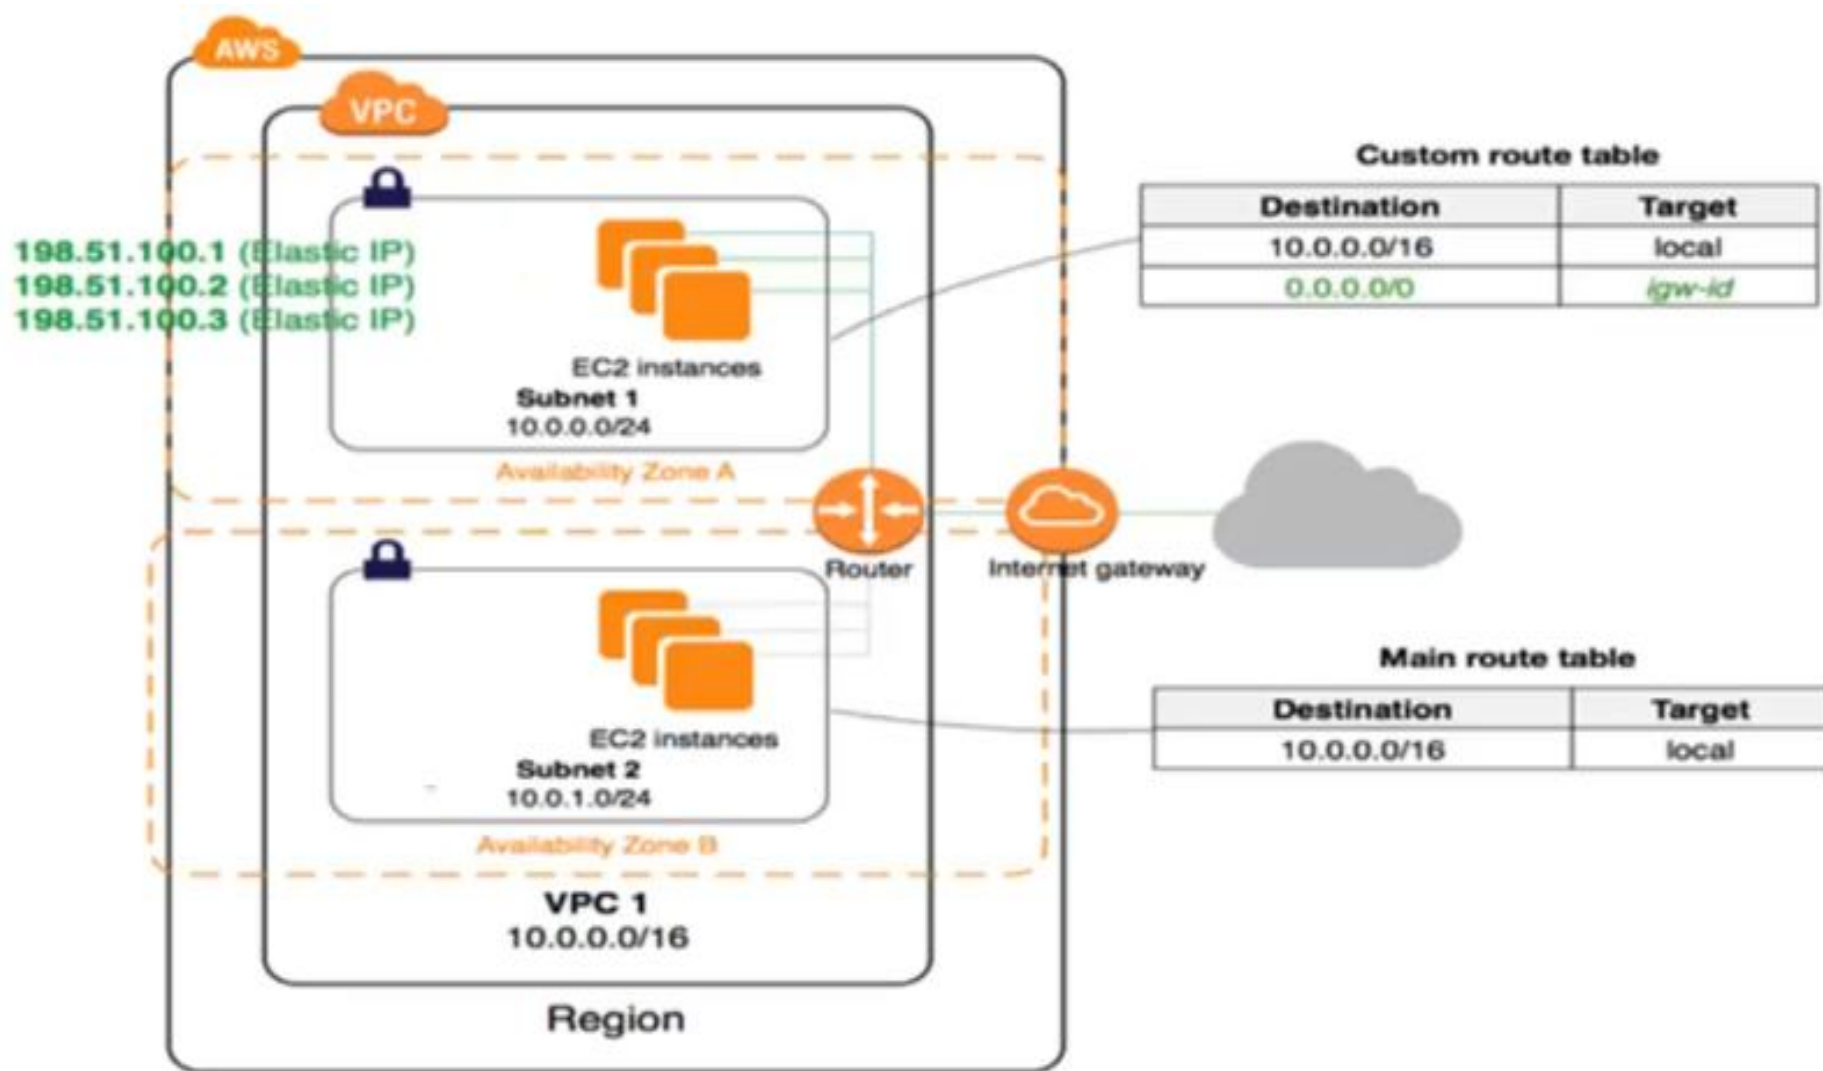 AWS
VPC
198.51.100.1 (Elastic IP)
198.51.100.2 (Elastic IP)
198.51.100.3 (Elastic IP)
EC2 instances
Subnet 1
10.0.0.0/24
Availability Zone A
Router
Internet gateway
EC2 instances
Subnet 2
10.0.1.0/24
Availability Zone B
VPC 1
10.0.0.0/16
Region
Custom route table
Destination Target
10.0.0.0/16 local
0.0.0.0/0 igw-id
Main route table
Destination Target
10.0.0.0/16 local